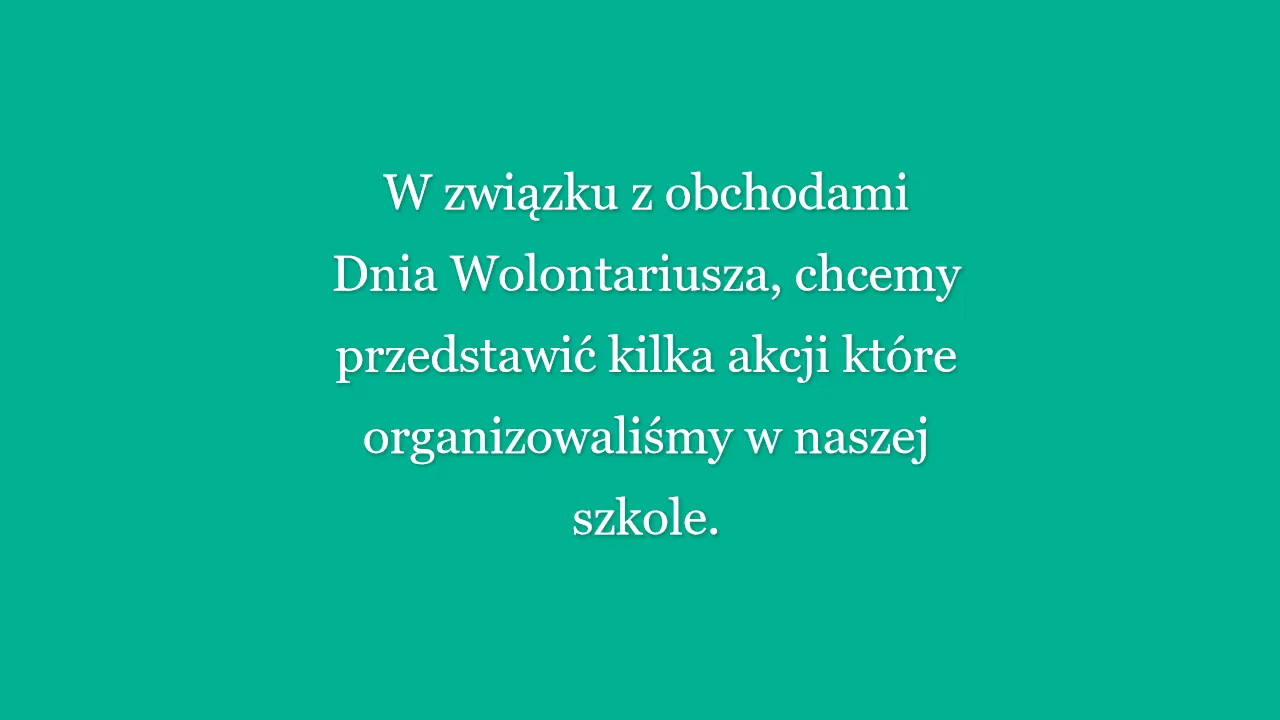 W związku z obchodami
Dnia Wolontariusza, chcemy
przedstawić kilka akcji które
organizowaliśmy w naszej
szkole.